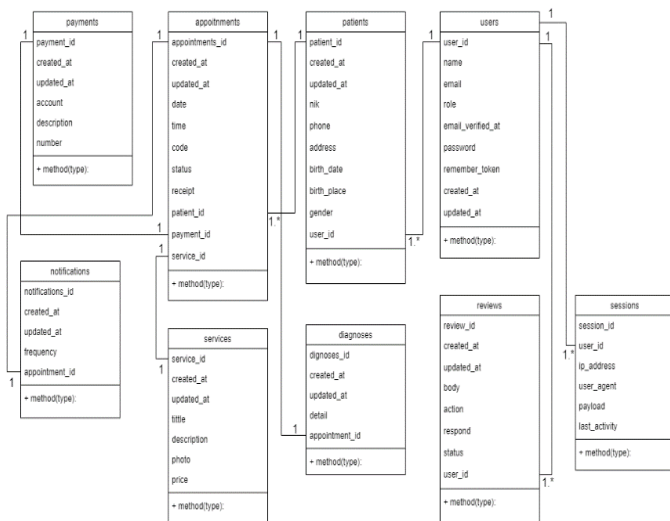 payments
payment_id
created_at
updated_at
account
description
number
+ method(type):
appoitnments
appointments_id
created_at
updated_at
date
time
code
status
receipt
patient_id
payment_id
service_id
+ method(type):
patients
patient_id
created_at
updated_at
nik
phone
address
birth_date
birth_place
gender
user_id
+ method(type):
users
user_id
name
email
role
email_verified_at
password
remember_token
created_at
updated_at
+ method(type):
notifications
notifications_id
created_at
updated_at
frequency
appointment_id
+ method(type):
services
service_id
created_at
updated_at
tittle
description
photo
price
+ method(type):
diagnoses
dignoses_id
created_at
updated_at
detail
appointment_id
+ method(type):
reviews
review_id
created_at
updated_at
body
action
respond
status
user_id
+ method(type):
sessions
session_id
user_id
ip_address
user_agent
payload
last_activity
+ method(type):
1
1
1
1
1
1
1
1
1
1
1
1
1
1.*
1.*
1.*
1.*